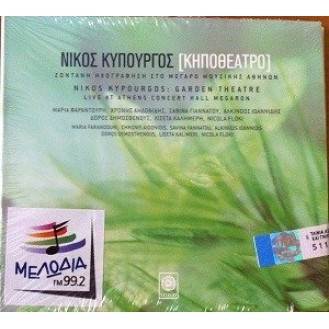 ΝΙΚΟΣ ΚΥΠΟΥΡΓΟΣ [ΚΗΠΟΘΕΑΤΡΟ]
ΖΩΝΤΑΝΗ ΗΧΟΓΡΑΦΗΣΗ ΣΤΟ ΜΕΓΑΡΟ ΜΟΥΣΙΚΗΣ ΑΘΗΝΩΝ
NIKOS KYPOURGOS: GARDEN THEATRE
LIVE AT ATHENS CONCERT HALL MEGARON
ΜΑΡΙΑ ΦΑΡΑΝΤΟΥΡΗ, ΧΡΟΝΗΣ ΑΗΔΟΝΙΔΗΣ, ΣΑΒΙΝΑ ΓΙΑΝΝΑΤΟΥ, ΑΛΚΙΝΟΟΣ ΙΩΑΝΝΙΔΗΣ
ΔΩΡΟΣ ΔΗΜΟΣΘΕΝΟΥΣ, ΛΙΖΕΤΑ ΚΑΛΗΜΕΡΗ, NICOLA FLOKI
MARIA FARANDOURI, CHRONIS AIDONIDIS, SAVINA YANNATOU, ALKINOOS IOANNIDIS
DOROS DEMOSTHENOUS, LIZETA KALIMERI, NICOLA FLOKI
ΜΕΛΩΔΙΑ
FM 99.2
511